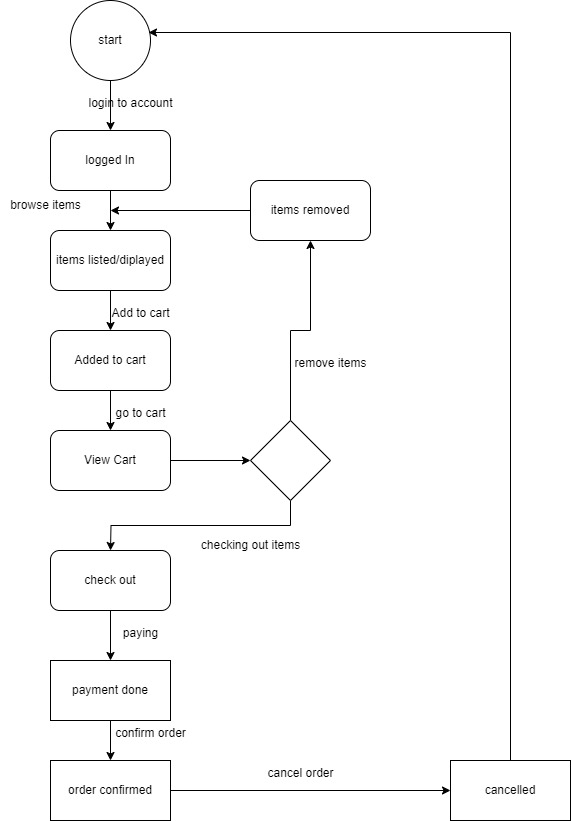 start
login to account
logged In
browse items
items removed
items listed/diplayed
Add to cart
Added to cart
remove items
go to cart
View Cart
checking out items
check out
paying
payment done
confirm order
cancel order
order confirmed
cancelled